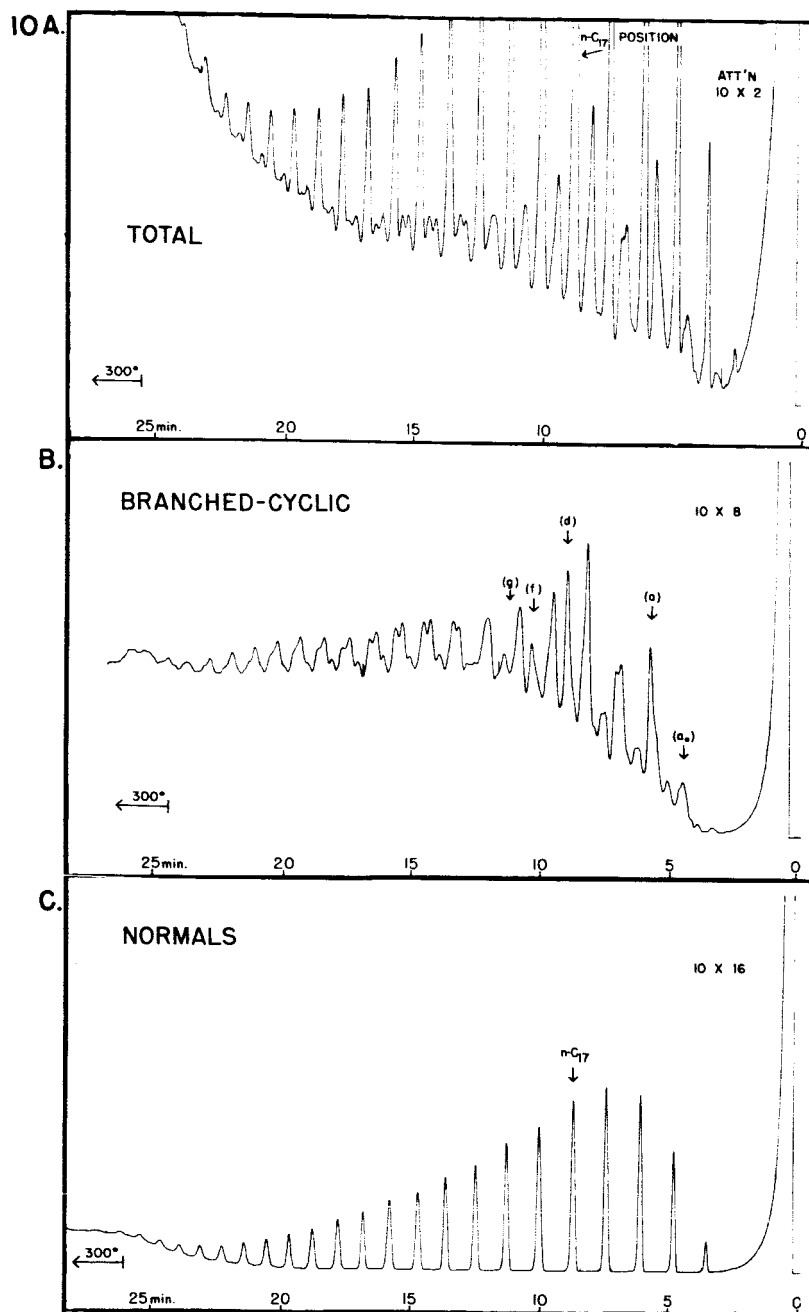 10 A.
n-C17 POSITION
ATT'N
10 X 2
TOTAL
300°
25 min. 20 15 10 5 0
B.
BRANCHED-CYCLIC
10 X 8
(g) (f) (d) (a) (a₀)
300°
25 min. 20 15 10 5 0
C.
NORMALS
10 X 16
n-C17
300°
25 min. 20 15 10 5 0